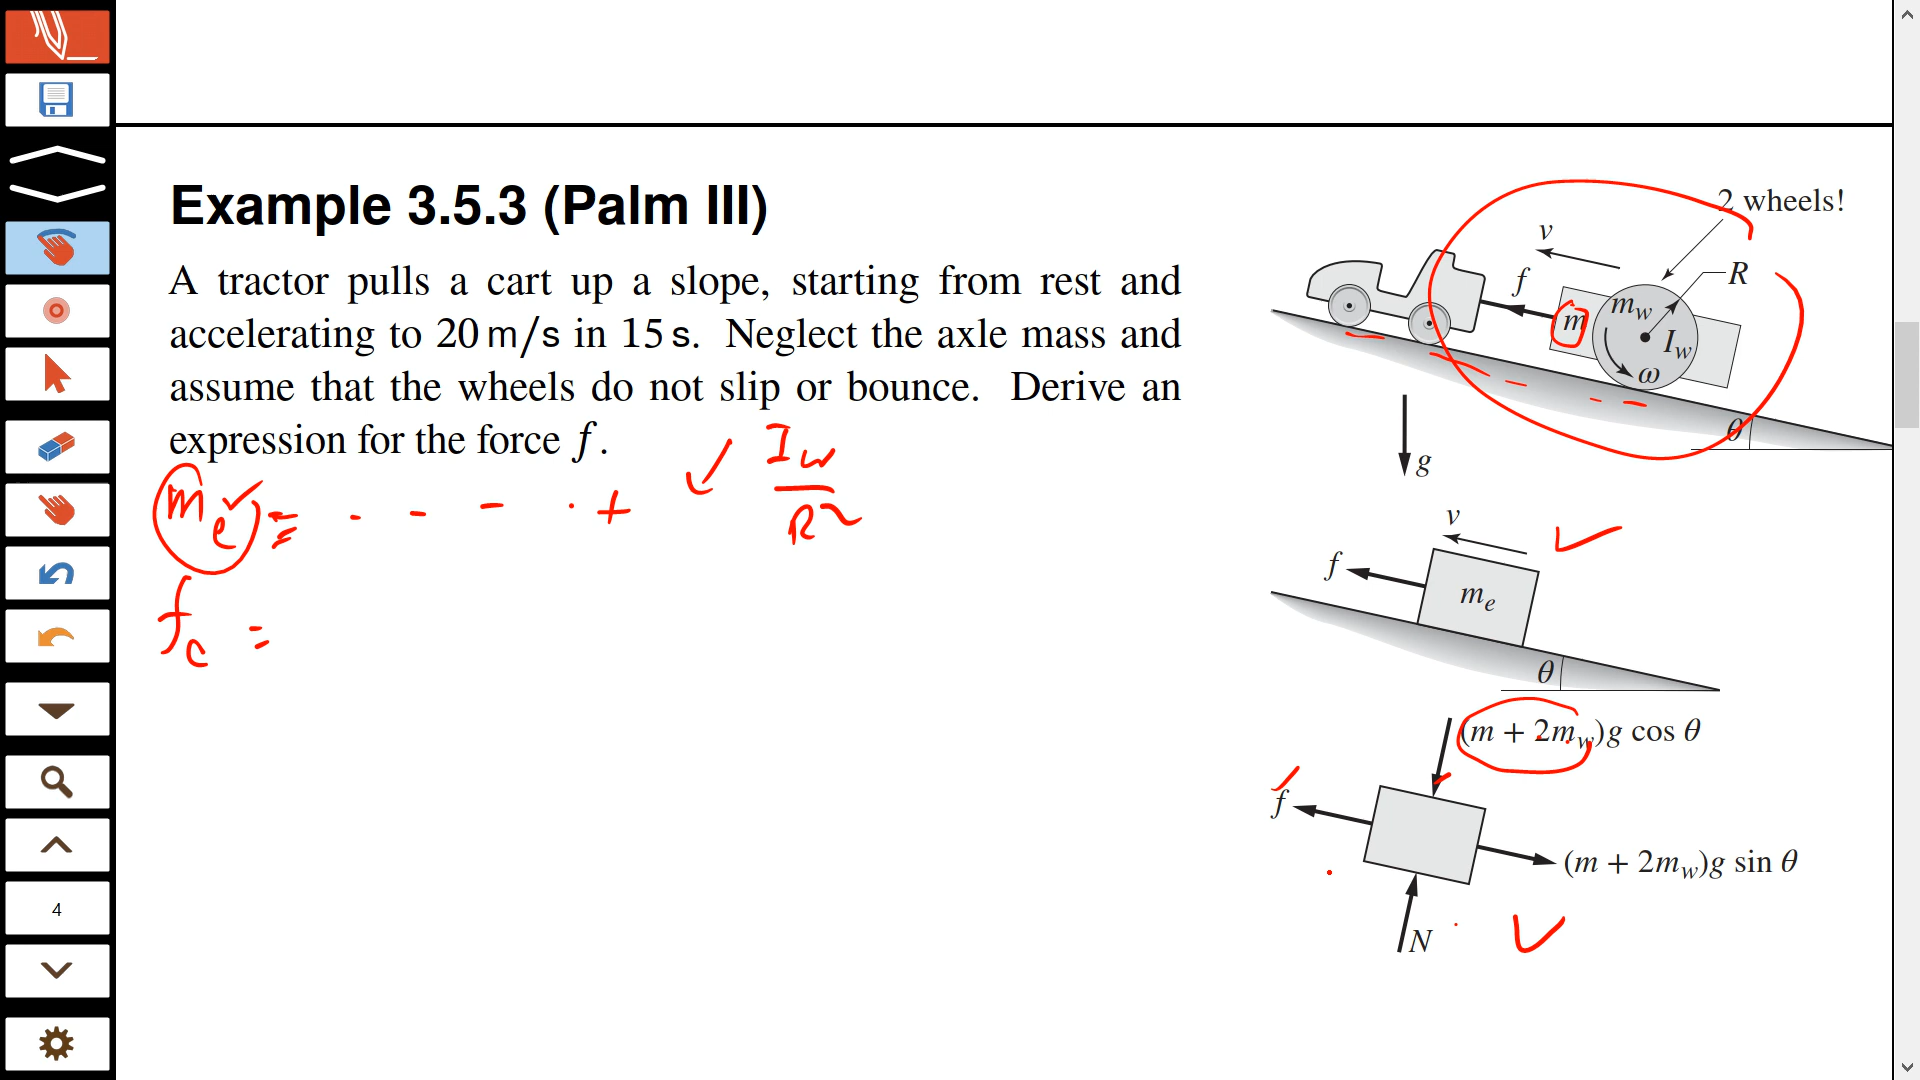 Example 3.5.3 (Palm III)
A tractor pulls a cart up a slope, starting from rest and
accelerating to 20 m/s in 15 s. Neglect the axle mass and
assume that the wheels do not slip or bounce. Derive an
expression for the force f.
m_e = - - - · + I_w / R^2
f_c =
2 wheels!
v
R
f
m
m_w
I_w
ω
θ
g
v
f
m_e
θ
(m + 2m_w)g cos θ
f
(m + 2m_w)g sin θ
N
4